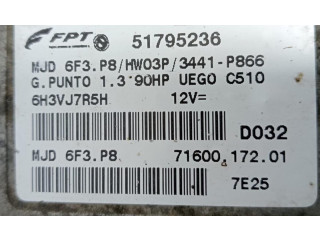 FPT 51795236
MJD 6F3.P8/HW03P/3441-P866
G.PUNTO 1.3 90HP UEGO C510
6H3VJ7R5H 12V=
D032
MJD 6F3.P8 71600.172.01
7E25